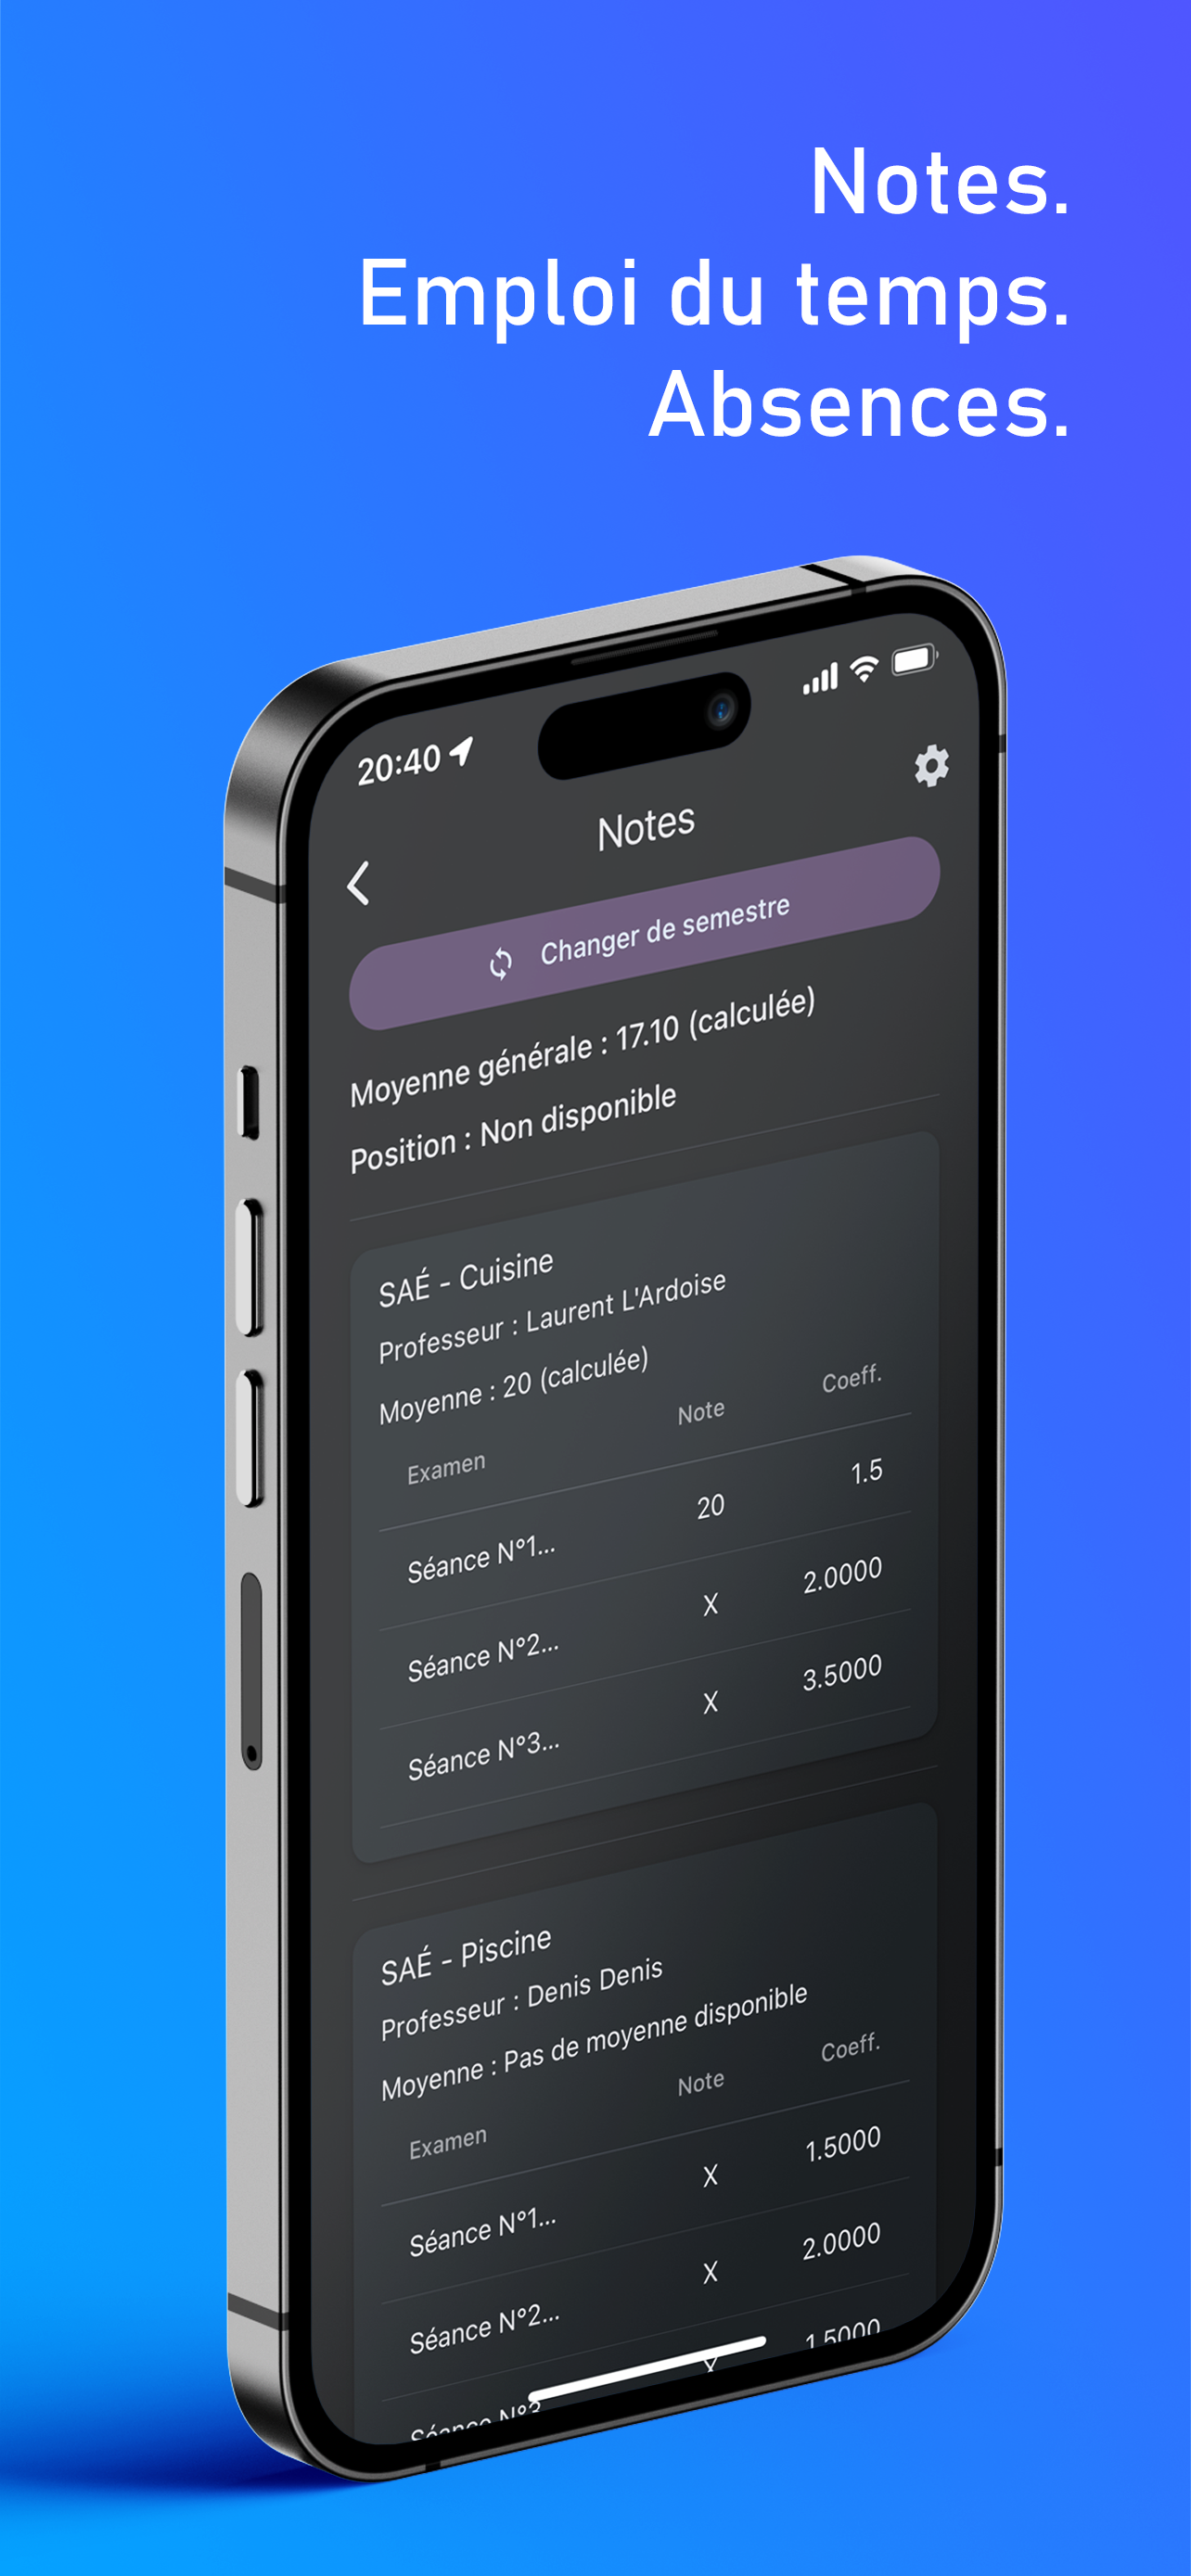 Notes.
Emploi du temps.
Absences.
20:40
Notes
Changer de semestre
Moyenne générale : 17.10 (calculée)
Position : Non disponible
SAÉ - Cuisine
Professeur : Laurent L'Ardoise
Moyenne : 20 (calculée)
Examen Note Coeff.
Séance N°1... 20 1.5
Séance N°2... X 2.0000
Séance N°3... X 3.5000
SAÉ - Piscine
Professeur : Denis Denis
Moyenne : Pas de moyenne disponible
Examen Note Coeff.
Séance N°1... X 1.5000
Séance N°2... X 2.0000
Séance N°3 X 1.5000